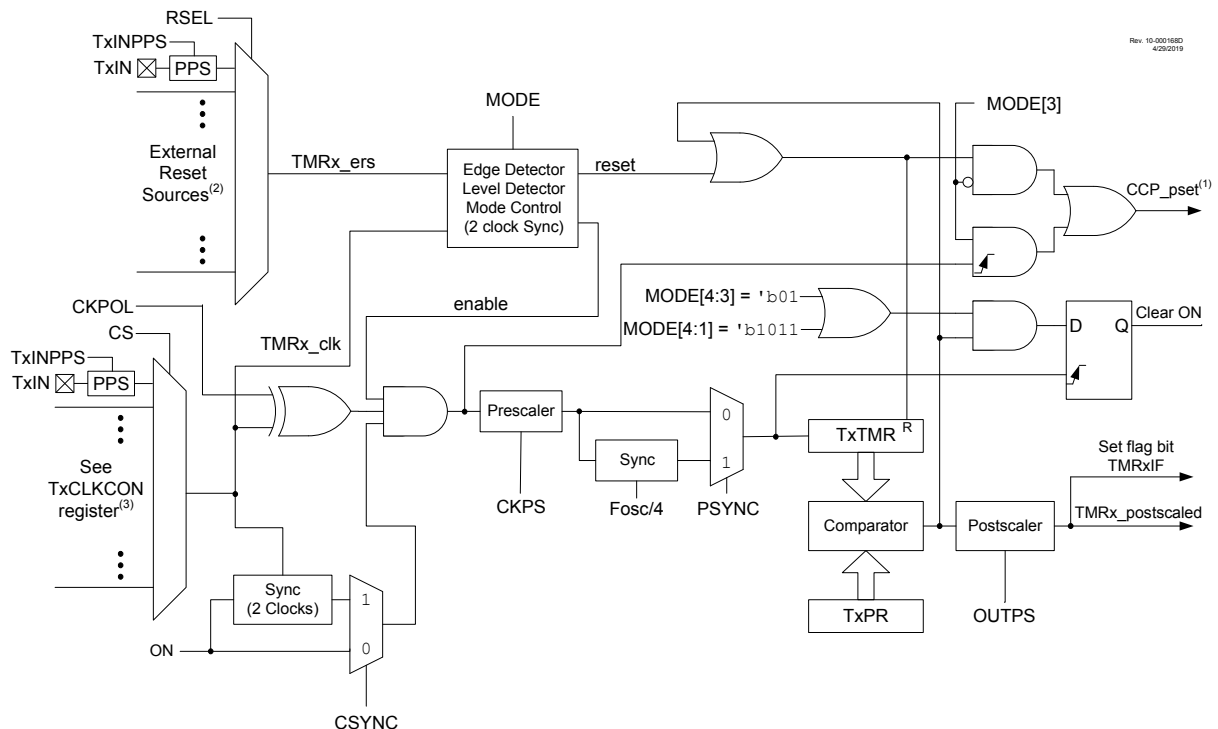 RSEL
TxINPPS
TxIN
PPS
Rev. 10-000168D
4/29/2019
External
Reset
Sources(2)
TMRx_ers
MODE
Edge Detector
Level Detector
Mode Control
(2 clock Sync)
reset
MODE[3]
CCP_pset(1)
enable
TMRx_clk
MODE[4:3] = 'b01
MODE[4:1] = 'b1011
D
Q
Clear ON
CKPOL
CS
TxINPPS
TxIN
PPS
See
TxCLKCON
register(3)
Prescaler
CKPS
Sync
Fosc/4
0
1
PSYNC
TxTMR
R
Comparator
TxPR
Postscaler
OUTPS
Set flag bit
TMRxIF
TMRx_postscaled
Sync
(2 Clocks)
1
0
ON
CSYNC